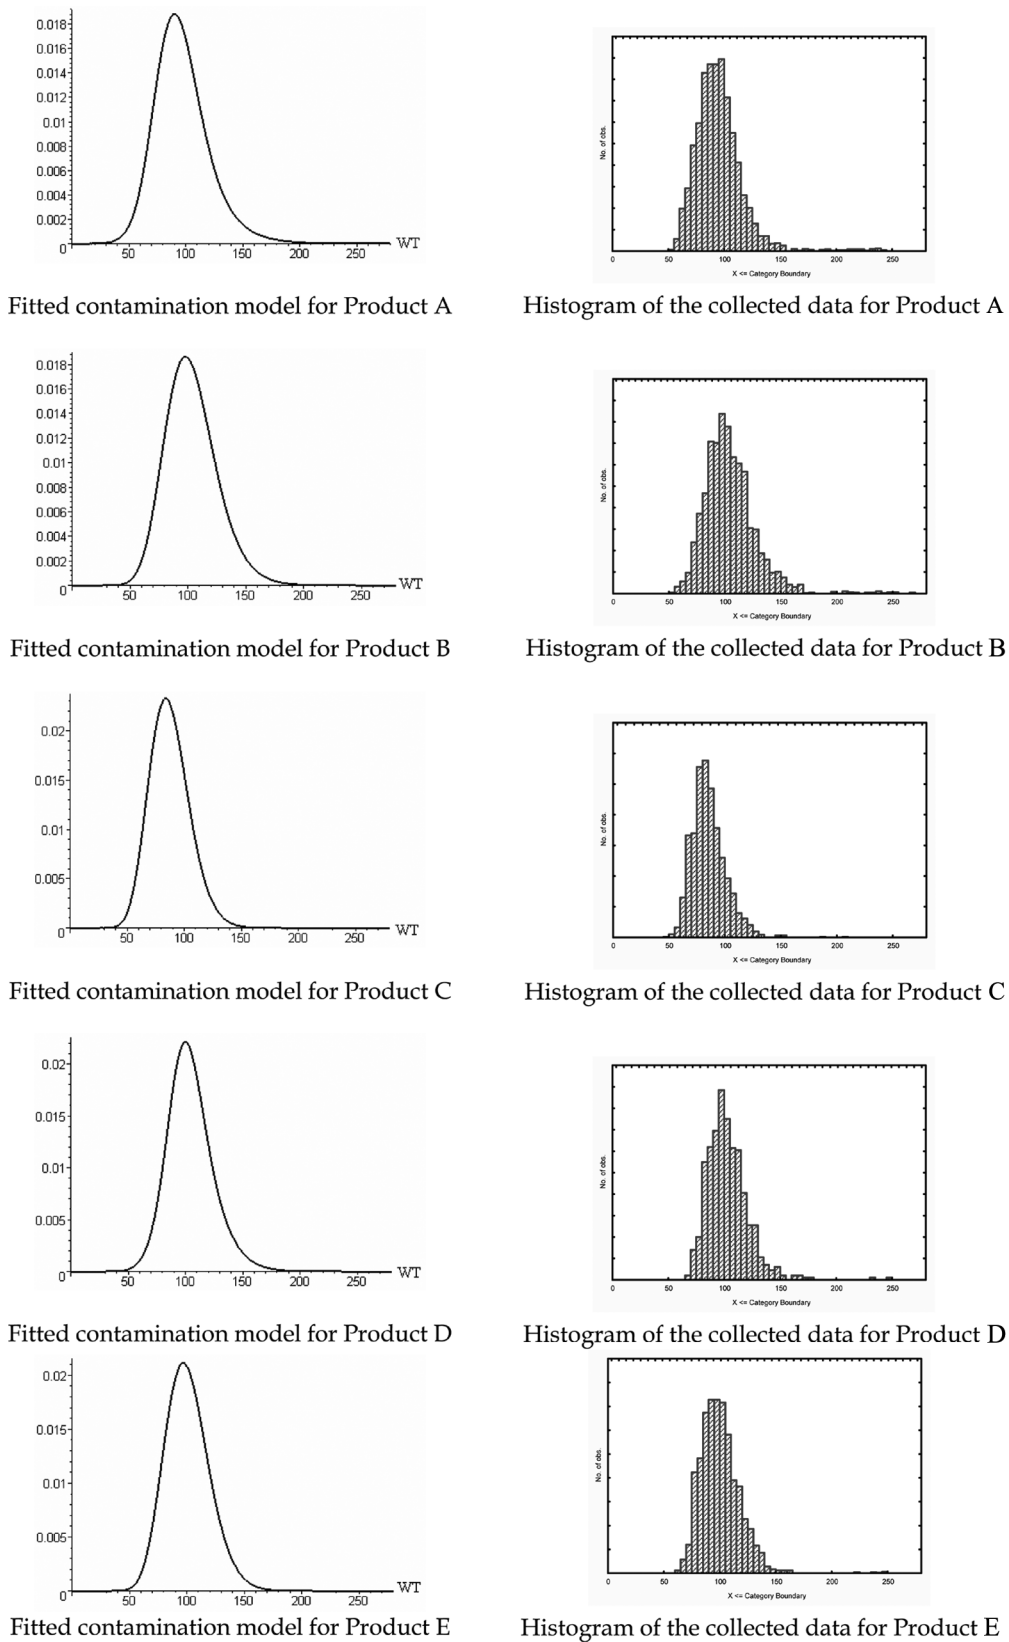 0.018
0.016
0.014
0.012
0.01
0.008
0.006
0.004
0.002
0 50 100 150 200 250 WT
No. of obs.
0 50 100 150 200 250
X <= Category Boundary
Fitted contamination model for Product A
Histogram of the collected data for Product A
0.018
0.016
0.014
0.012
0.01
0.008
0.006
0.004
0.002
0 50 100 150 200 250 WT
No. of obs.
0 50 100 150 200 250
X <= Category Boundary
Fitted contamination model for Product B
Histogram of the collected data for Product B
0.02
0.015
0.01
0.005
0 50 100 150 200 250 WT
No. of obs.
0 50 100 150 200 250
X <= Category Boundary
Fitted contamination model for Product C
Histogram of the collected data for Product C
0.02
0.015
0.01
0.005
0 50 100 150 200 250 WT
No. of obs.
0 50 100 150 200 250
X <= Category Boundary
Fitted contamination model for Product D
Histogram of the collected data for Product D
0.02
0.015
0.01
0.005
0 50 100 150 200 250 WT
No. of obs.
0 50 100 150 200 250
X <= Category Boundary
Fitted contamination model for Product E
Histogram of the collected data for Product E